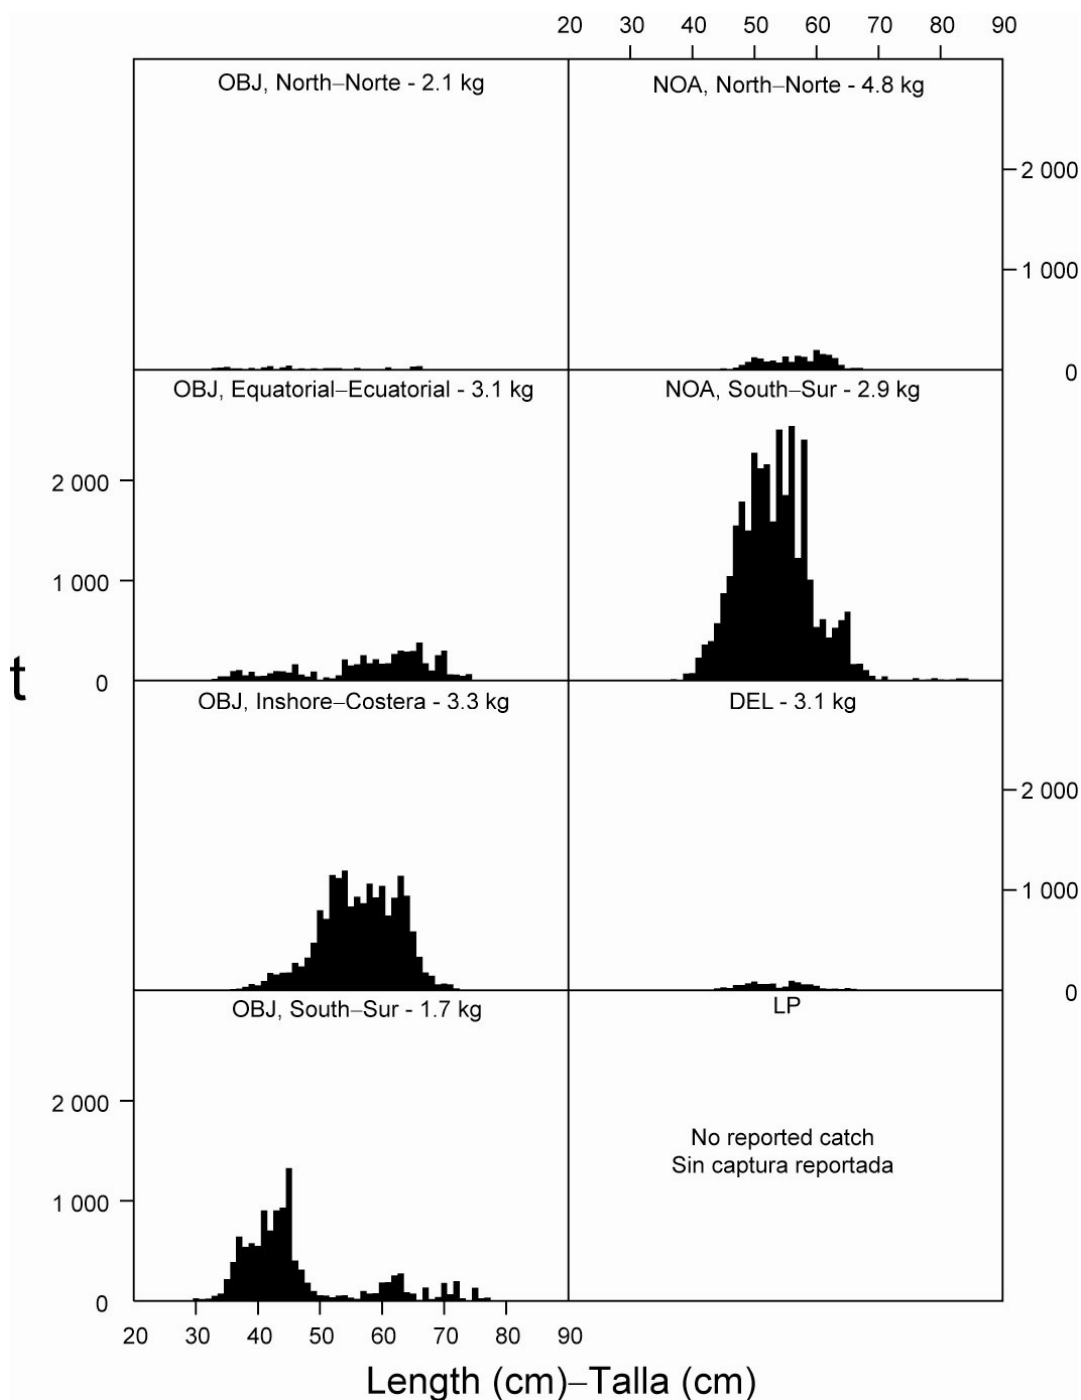 20 30 40 50 60 70 80 90
OBJ, North–Norte - 2.1 kg
NOA, North–Norte - 4.8 kg
2 000
1 000
0
OBJ, Equatorial–Ecuatorial - 3.1 kg
NOA, South–Sur - 2.9 kg
2 000
1 000
0
t
OBJ, Inshore–Costera - 3.3 kg
DEL - 3.1 kg
2 000
1 000
0
OBJ, South–Sur - 1.7 kg
LP
2 000
1 000
0
No reported catch
Sin captura reportada
20 30 40 50 60 70 80 90
Length (cm)–Talla (cm)